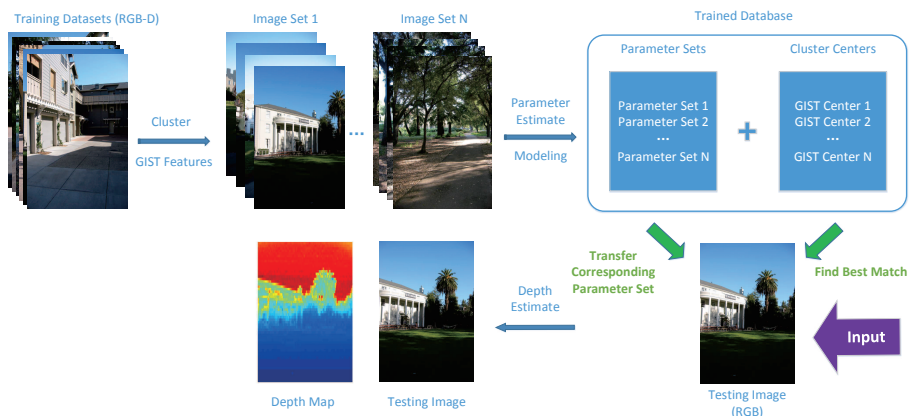 Training Datasets (RGB-D)
Image Set 1
Image Set N
Trained Database
Cluster
GIST Features
...
Parameter
Estimate
Modeling
Parameter Sets
Parameter Set 1
Parameter Set 2
...
Parameter Set N
+
Cluster Centers
GIST Center 1
GIST Center 2
...
GIST Center N
Transfer
Corresponding
Parameter Set
Find Best Match
Depth
Estimate
Input
Depth Map
Testing Image
Testing Image
(RGB)